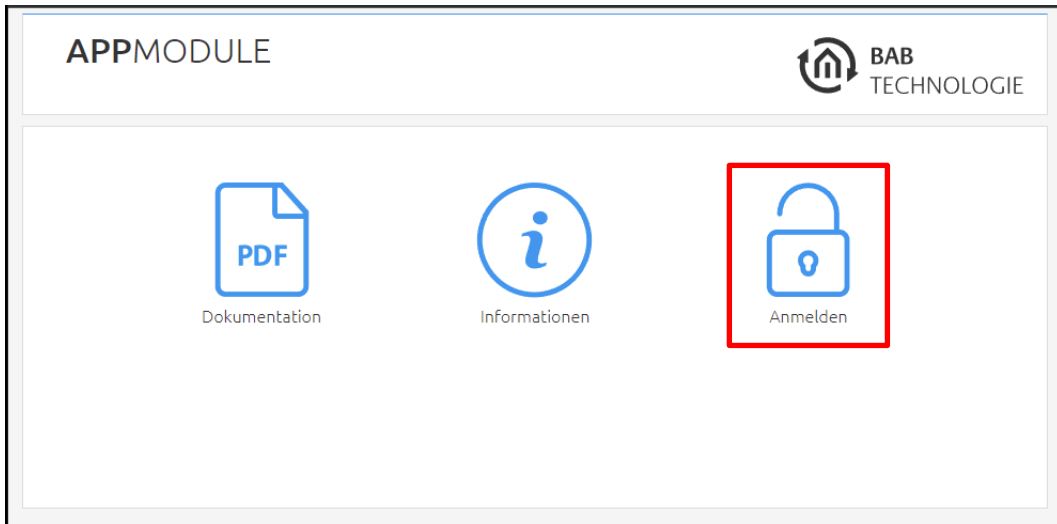 APPMODULE
BAB
TECHNOLOGIE
PDF
i
Dokumentation
Informationen
Anmelden